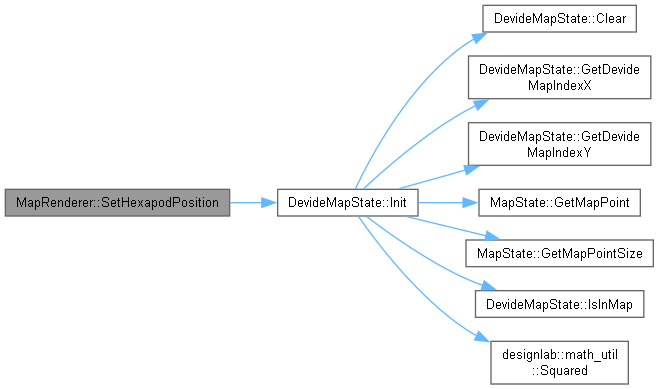 DevideMapState::Clear
DevideMapState::GetDevide
MapIndexX
DevideMapState::GetDevide
MapIndexY
MapRenderer::SetHexapodPosition
DevideMapState::Init
MapState::GetMapPoint
MapState::GetMapPointSize
DevideMapState::IsInMap
designlab::math_util
::Squared